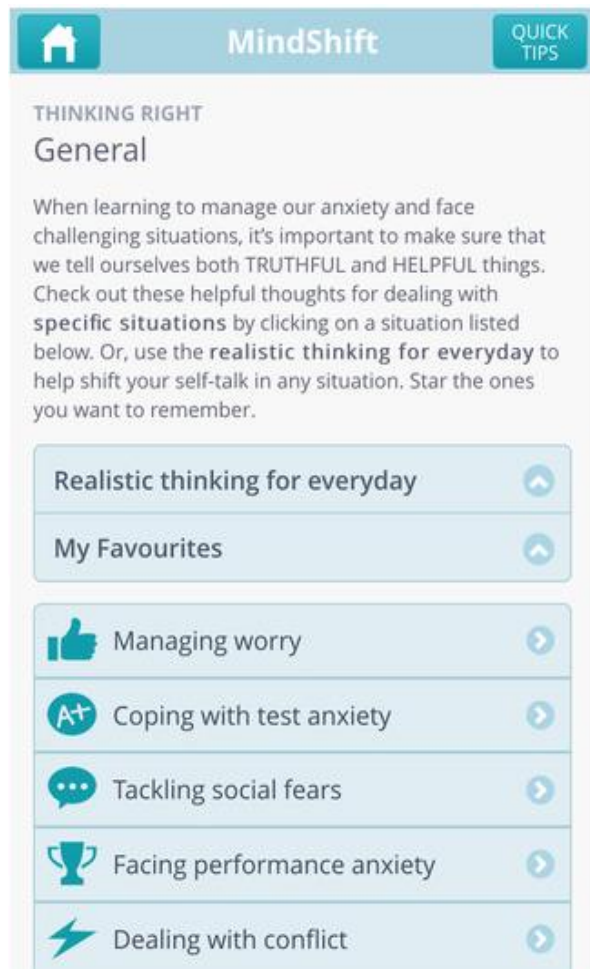 MindShift
QUICK
TIPS
THINKING RIGHT
General
When learning to manage our anxiety and face
challenging situations, it's important to make sure that
we tell ourselves both TRUTHFUL and HELPFUL things.
Check out these helpful thoughts for dealing with
specific situations by clicking on a situation listed
below. Or, use the realistic thinking for everyday to
help shift your self-talk in any situation. Star the ones
you want to remember.
Realistic thinking for everyday
My Favourites
Managing worry
A+ Coping with test anxiety
Tackling social fears
Facing performance anxiety
Dealing with conflict